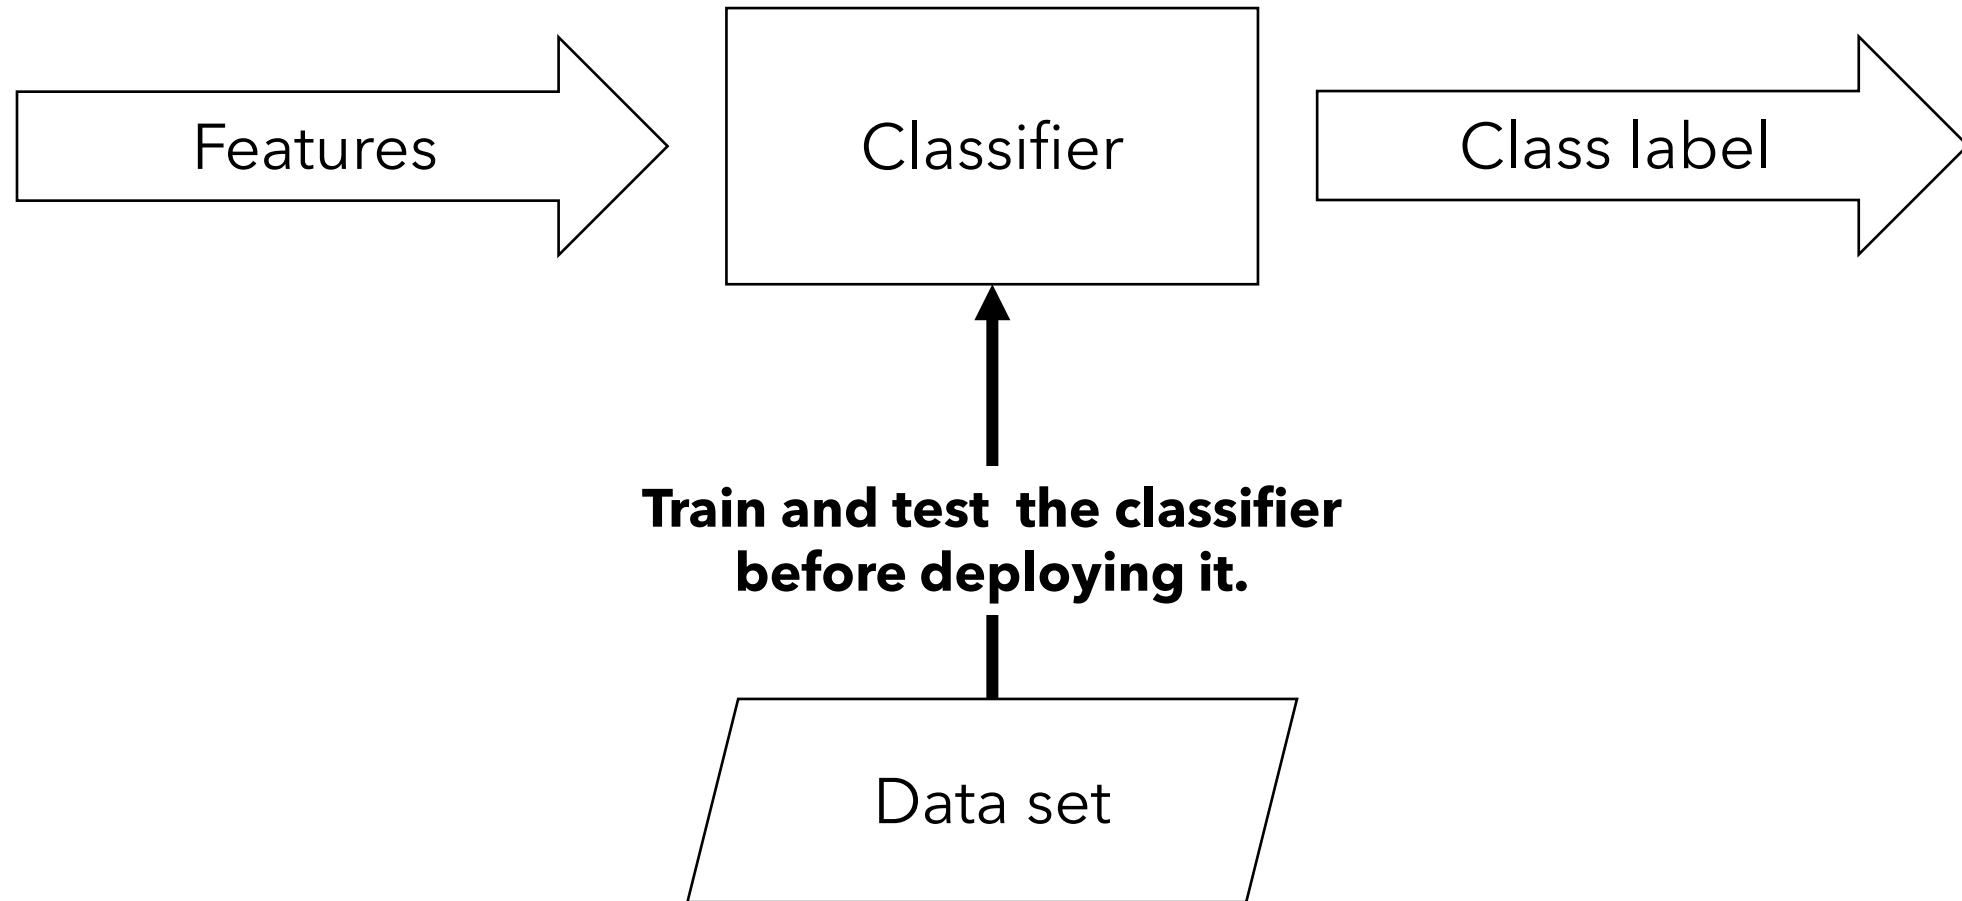 Features
Classifier
Class label
Train and test  the classifier
before deploying it.
Data set